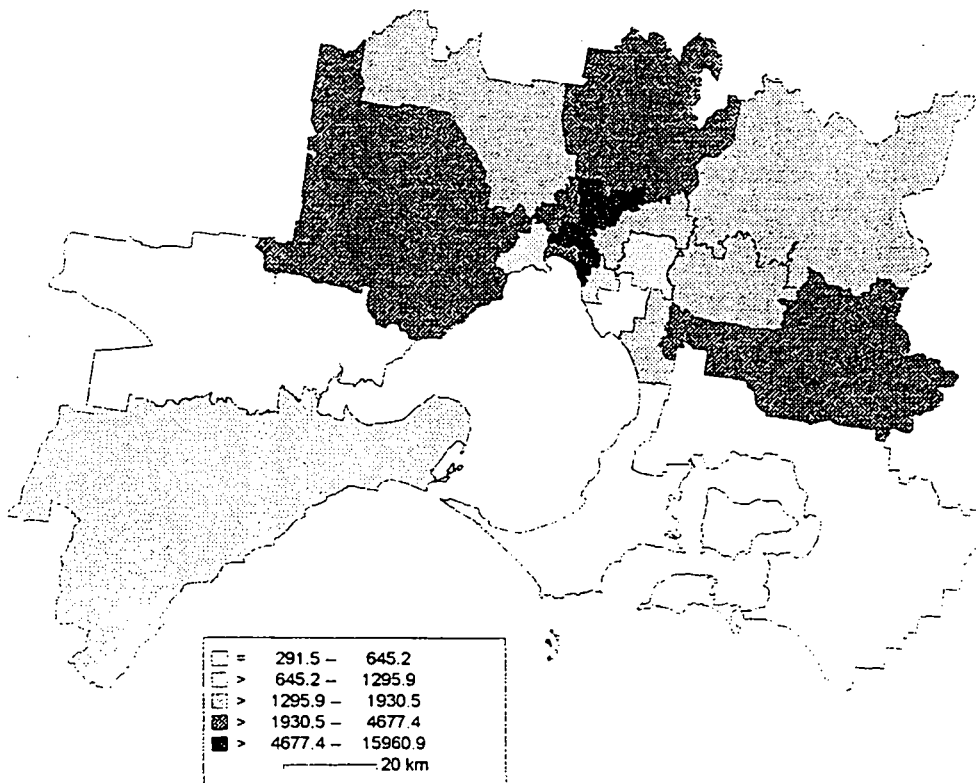 = 291.5 – 645.2
> 645.2 – 1295.9
> 1295.9 – 1930.5
> 1930.5 – 4677.4
> 4677.4 – 15960.9
20 km